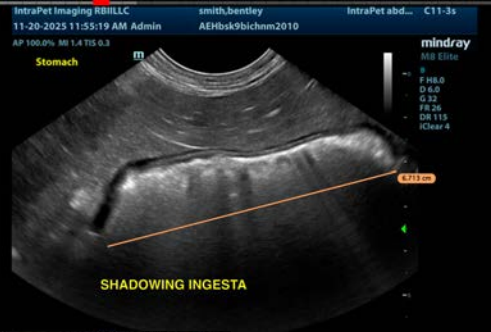 IntraPet Imaging RBIILLC smith,bentley IntraPet abd... C11-3s
11-20-2025 11:55:19 AM Admin AEHbsk9bichnm2010
AP 100.0% MI 1.4 TIS 0.3
mindray
M8 Elite
Stomach
m
B
F H8.0
D 6.0
G 32
FR 26
DR 115
iClear 4
6.713 cm
SHADOWING INGESTA